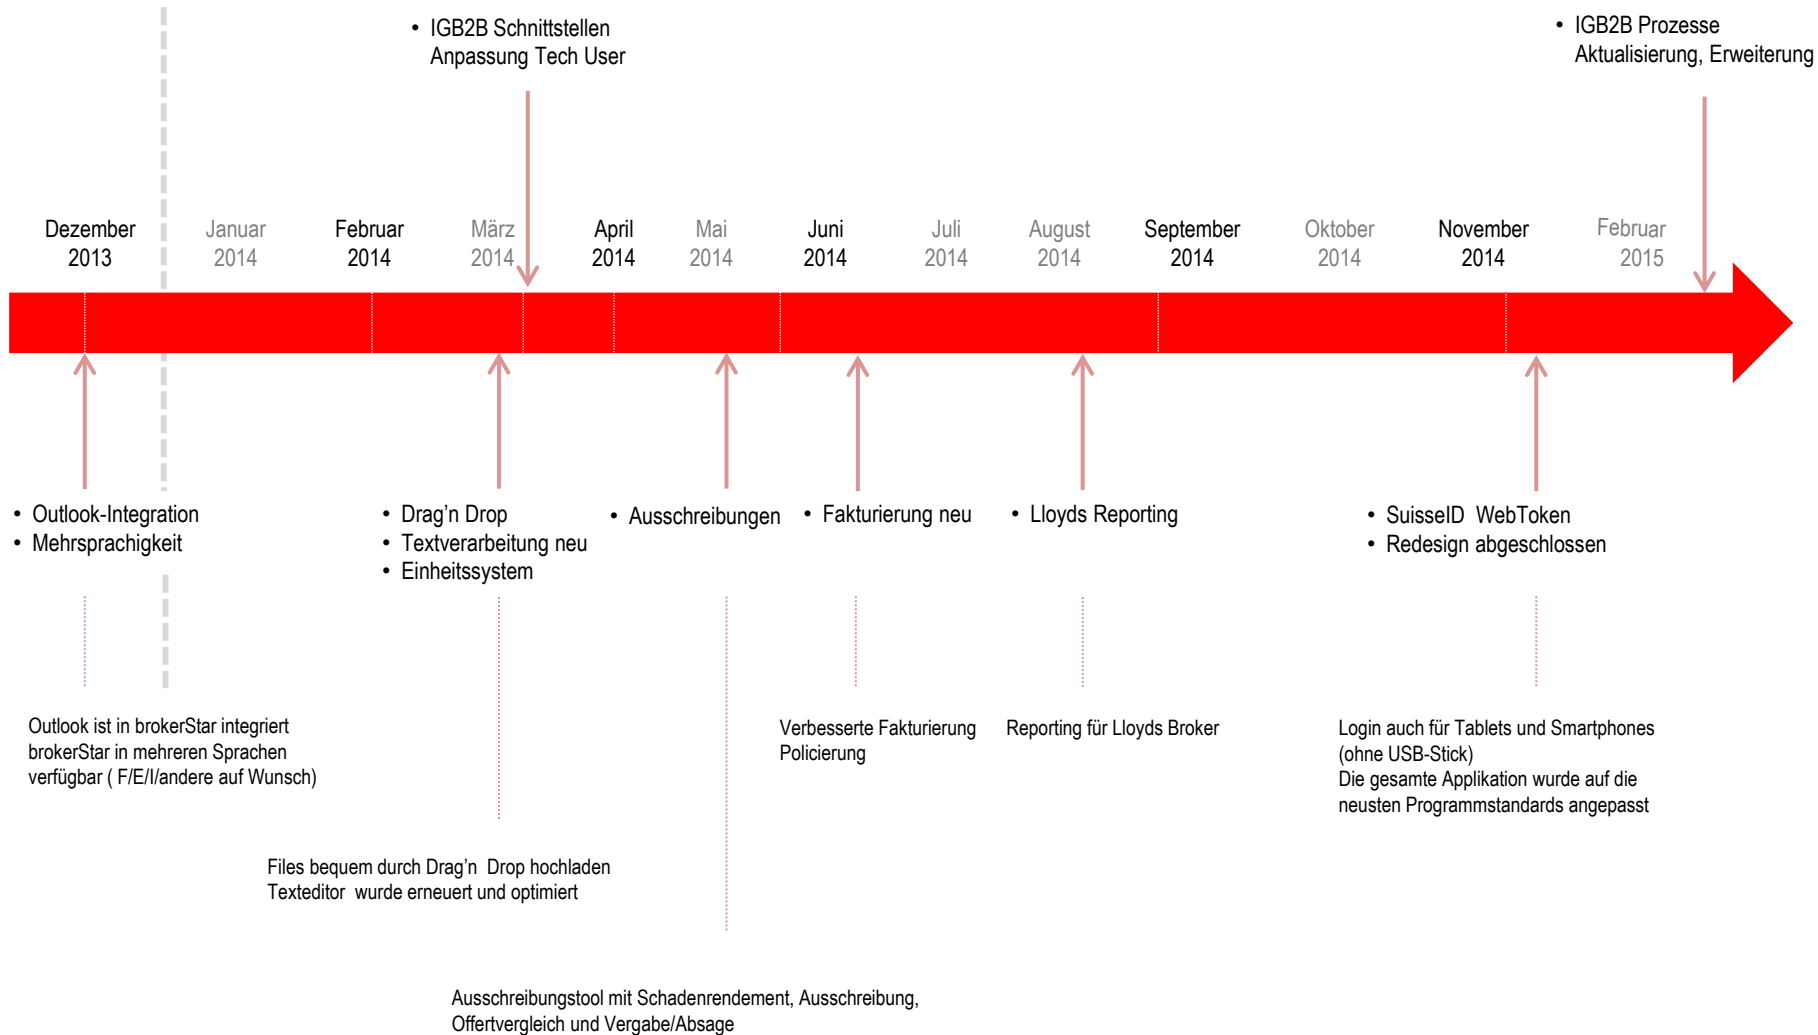 • IGB2B Schnittstellen
Anpassung Tech User
• IGB2B Prozesse
Aktualisierung, Erweiterung
Dezember
2013
Januar
2014
Februar
2014
März
2014
April
2014
Mai
2014
Juni
2014
Juli
2014
August
2014
September
2014
Oktober
2014
November
2014
Februar
2015
• Outlook-Integration
• Mehrsprachigkeit
• Drag'n Drop
• Textverarbeitung neu
• Einheitssystem
• Ausschreibungen
• Fakturierung neu
• Lloyds Reporting
• SuisseID WebToken
• Redesign abgeschlossen
Outlook ist in brokerStar integriert
brokerStar in mehreren Sprachen
verfügbar ( F/E/I/andere auf Wunsch)
Verbesserte Fakturierung
Policierung
Reporting für Lloyds Broker
Login auch für Tablets und Smartphones
(ohne USB-Stick)
Die gesamte Applikation wurde auf die
neusten Programmstandards angepasst
Files bequem durch Drag'n Drop hochladen
Texteditor wurde erneuert und optimiert
Ausschreibungstool mit Schadenrendement, Ausschreibung,
Offertvergleich und Vergabe/Absage